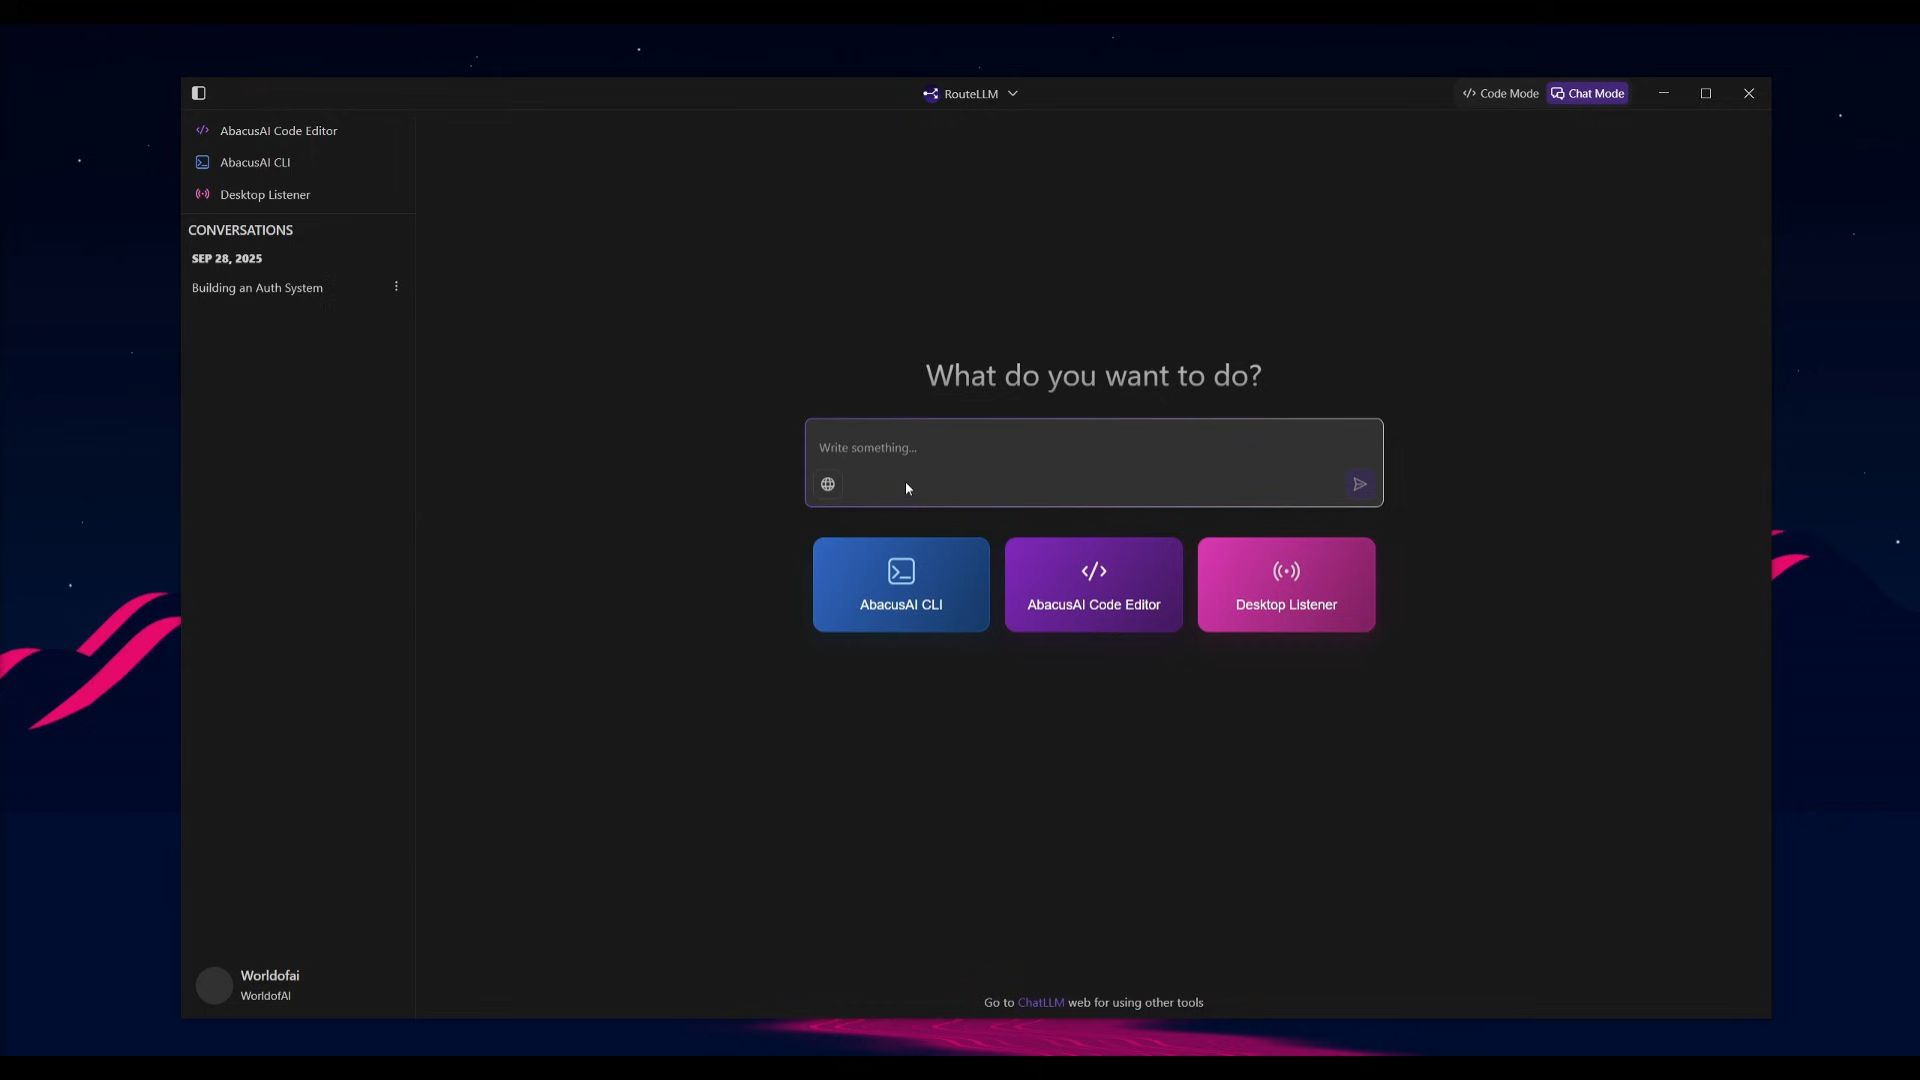 RouteLLM
Code Mode
Chat Mode
AbacusAI Code Editor
AbacusAI CLI
Desktop Listener
CONVERSATIONS
SEP 28, 2025
Building an Auth System
What do you want to do?
Write something...
AbacusAI CLI
AbacusAI Code Editor
Desktop Listener
Worldofai
WorldofAI
Go to ChatLLM web for using other tools